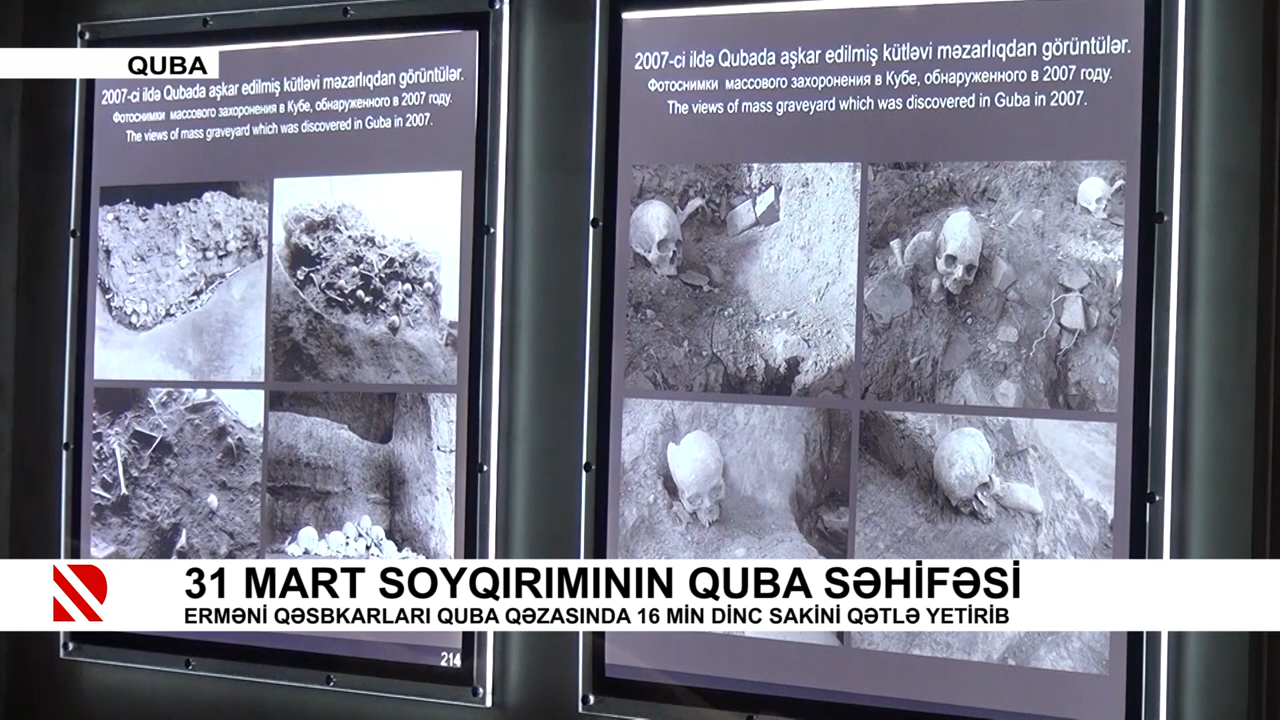 QUBA
2007-ci ildə Qubada aşkar edilmiş kütləvi məzarlıqdan görüntülər.
Фотоснимки массового захоронения в Кубе, обнаруженного в 2007 году.
The views of mass graveyard which was discovered in Guba in 2007.
214
2007-ci ildə Qubada aşkar edilmiş kütləvi məzarlıqdan görüntülər.
Фотоснимки массового захоронения в Кубе, обнаруженного в 2007 году.
The views of mass graveyard which was discovered in Guba in 2007.
31 MART SOYQIRIMININ QUBA SƏHİFƏSİ
ERMƏNİ QƏSBKARLARI QUBA QƏZASINDA 16 MİN DİNC SAKİNİ QƏTLƏ YETİRİB